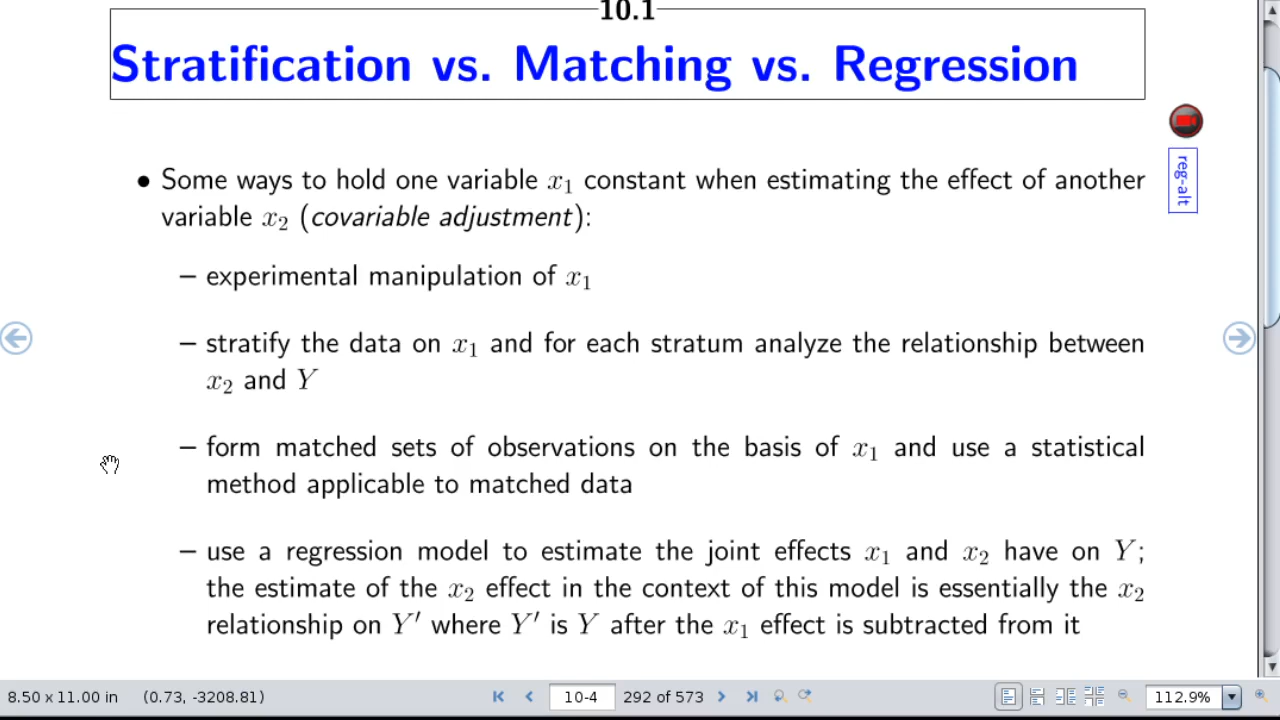 10.1
Stratification vs. Matching vs. Regression
reg-alt
• Some ways to hold one variable x₁ constant when estimating the effect of another
variable x₂ (covariable adjustment):
– experimental manipulation of x₁
– stratify the data on x₁ and for each stratum analyze the relationship between
x₂ and Y
– form matched sets of observations on the basis of x₁ and use a statistical
method applicable to matched data
– use a regression model to estimate the joint effects x₁ and x₂ have on Y;
the estimate of the x₂ effect in the context of this model is essentially the x₂
relationship on Y′ where Y′ is Y after the x₁ effect is subtracted from it
8.50 x 11.00 in (0.73, -3208.81) 10-4 292 of 573 112.9%